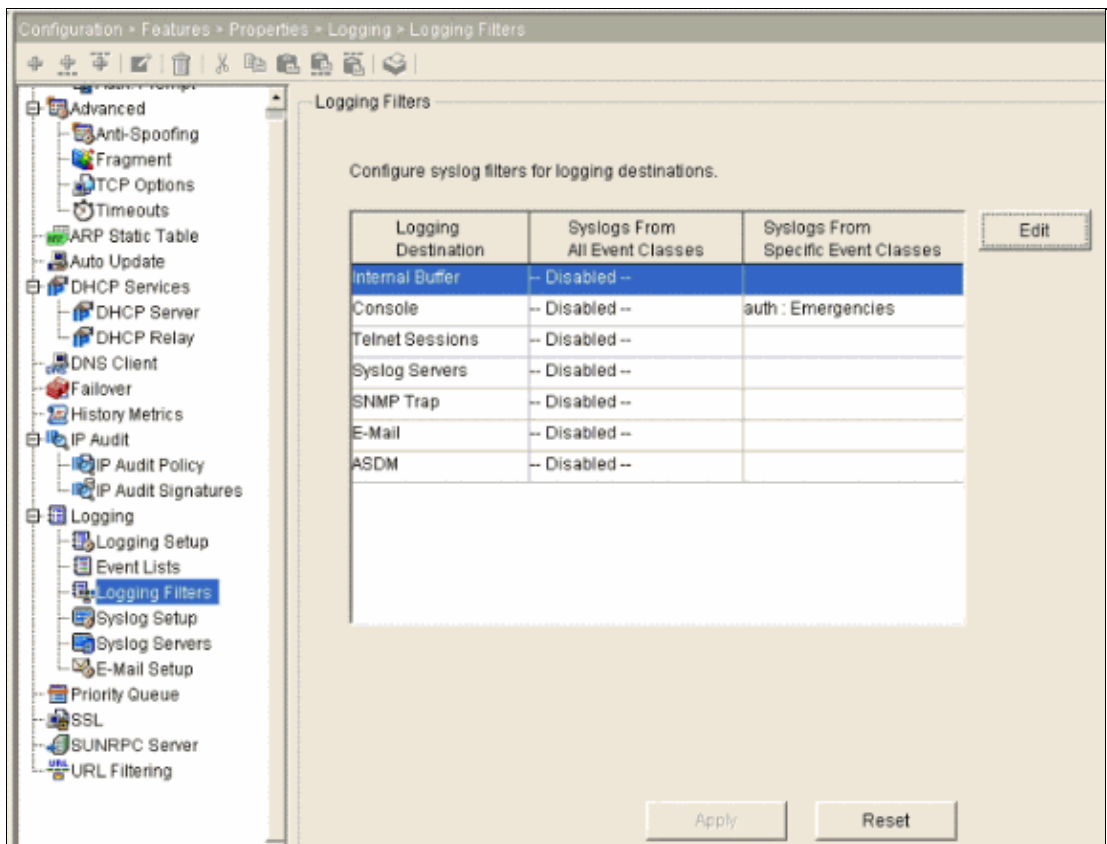 Configuration > Features > Properties > Logging > Logging Filters
Advanced
Anti-Spoofing
Fragment
TCP Options
Timeouts
ARP Static Table
Auto Update
DHCP Services
DHCP Server
DHCP Relay
DNS Client
Failover
History Metrics
IP Audit
IP Audit Policy
IP Audit Signatures
Logging
Logging Setup
Event Lists
Logging Filters
Syslog Setup
Syslog Servers
E-Mail Setup
Priority Queue
SSL
SUNRPC Server
URL Filtering
Logging Filters
Configure syslog filters for logging destinations.
Logging Destination Syslogs From All Event Classes Syslogs From Specific Event Classes
Internal Buffer -- Disabled --
Console -- Disabled -- auth : Emergencies
Telnet Sessions -- Disabled --
Syslog Servers -- Disabled --
SNMP Trap -- Disabled --
E-Mail -- Disabled --
ASDM -- Disabled --
Edit
Apply Reset